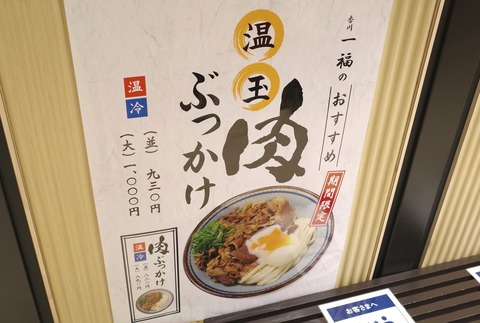 香川 一福の
おすすめ
期間限定
温玉
肉
ぶっかけ
温
冷
(並) 九三〇円
(大) 一、〇〇〇円
肉ぶっかけ
温
冷
お客さまへ